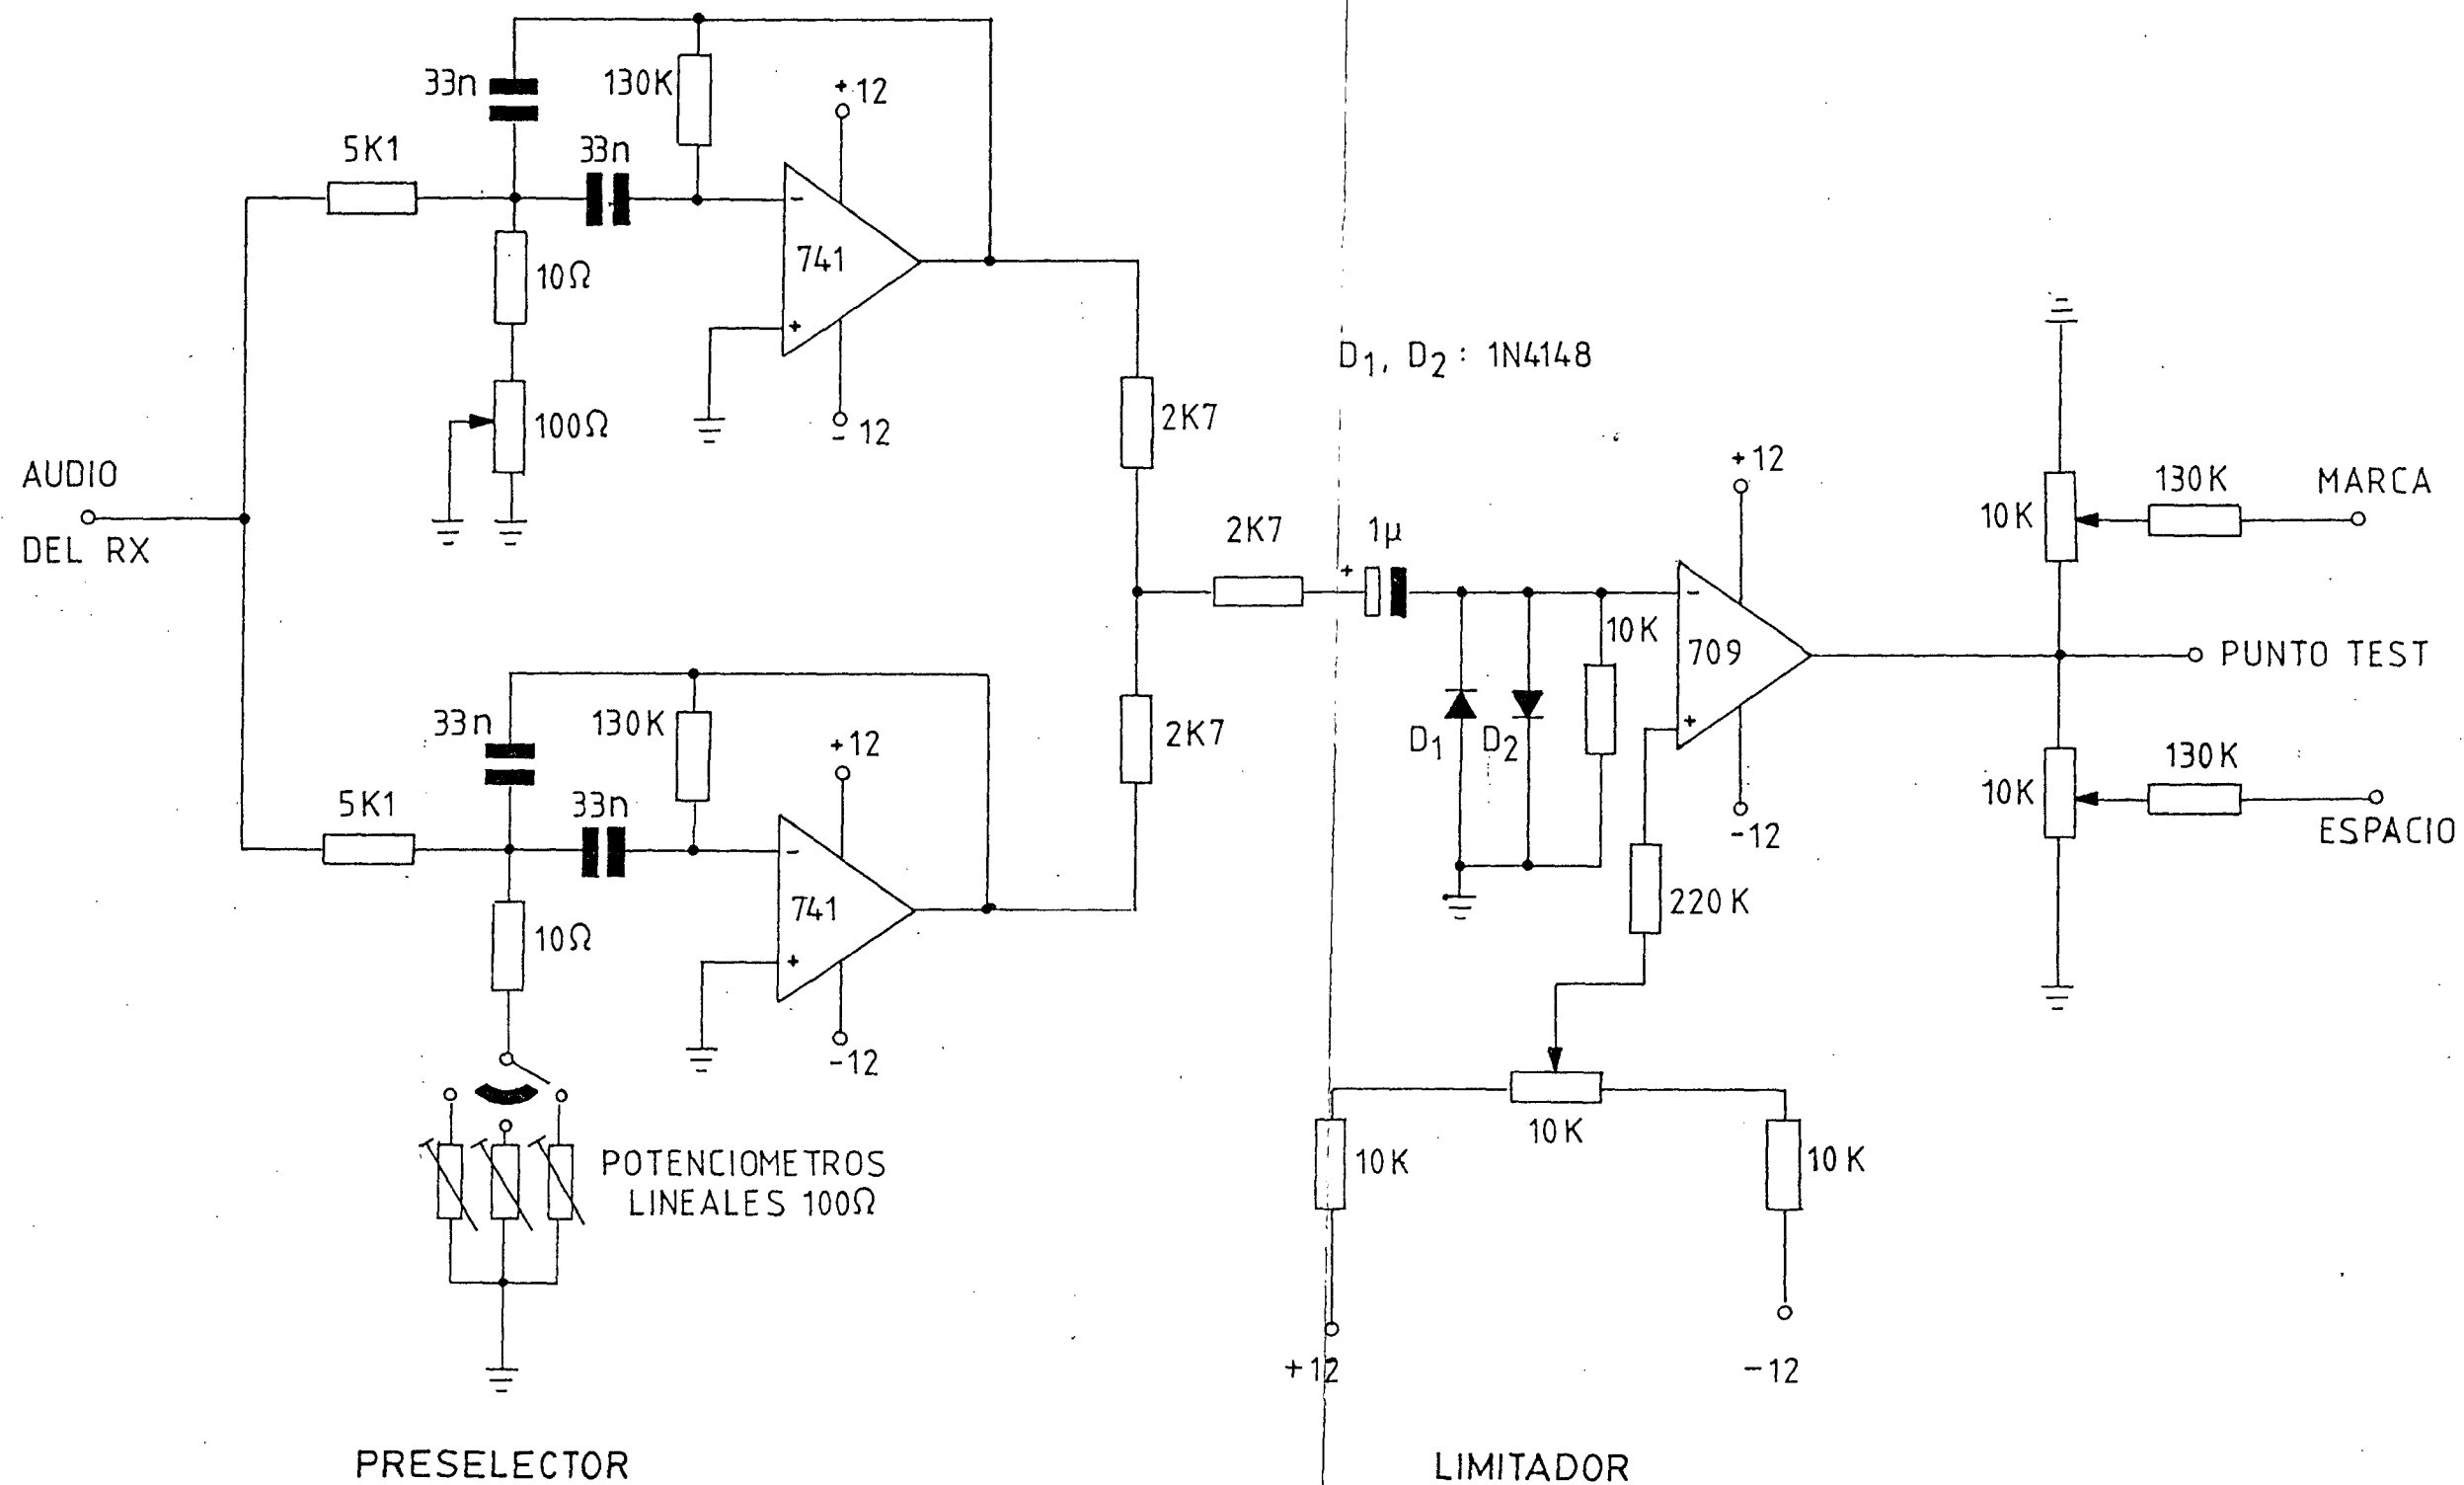 33n
130K
+12
5K1
33n
10Ω
741
100Ω
-12
2K7
AUDIO
DEL RX
D1, D2: 1N4148
+12
2K7
1μ
+
10K
709
D1
D2
-12
220K
10K
130K
MARCA
PUNTO TEST
10K
130K
ESPACIO
33n
130K
+12
2K7
5K1
33n
10Ω
741
-12
POTENCIOMETROS
LINEALES 100Ω
10K
10K
10K
+12
-12
PRESELECTOR
LIMITADOR